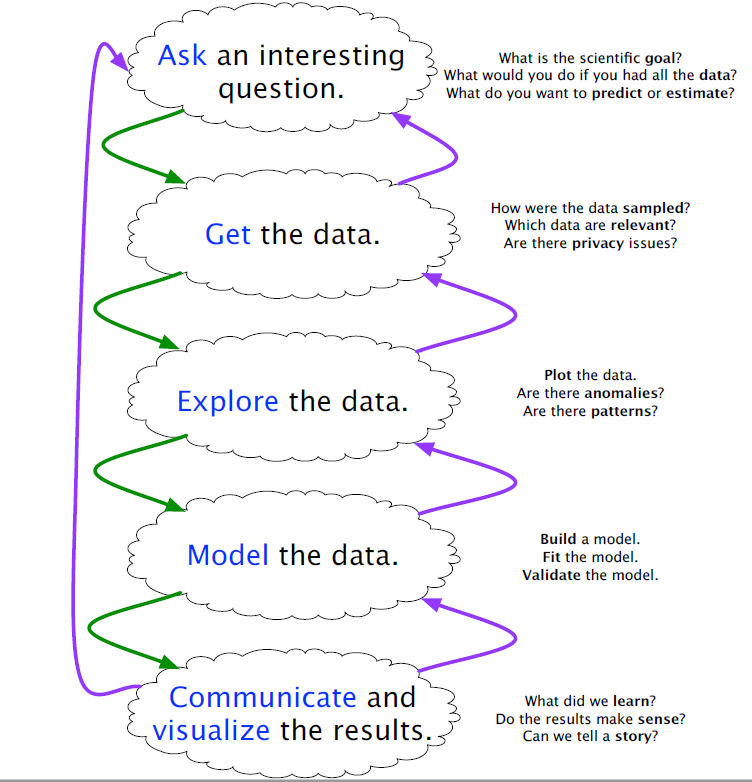 Ask an interesting
question.
What is the scientific goal?
What would you do if you had all the data?
What do you want to predict or estimate?
Get the data.
How were the data sampled?
Which data are relevant?
Are there privacy issues?
Explore the data.
Plot the data.
Are there anomalies?
Are there patterns?
Model the data.
Build a model.
Fit the model.
Validate the model.
Communicate and
visualize the results.
What did we learn?
Do the results make sense?
Can we tell a story?